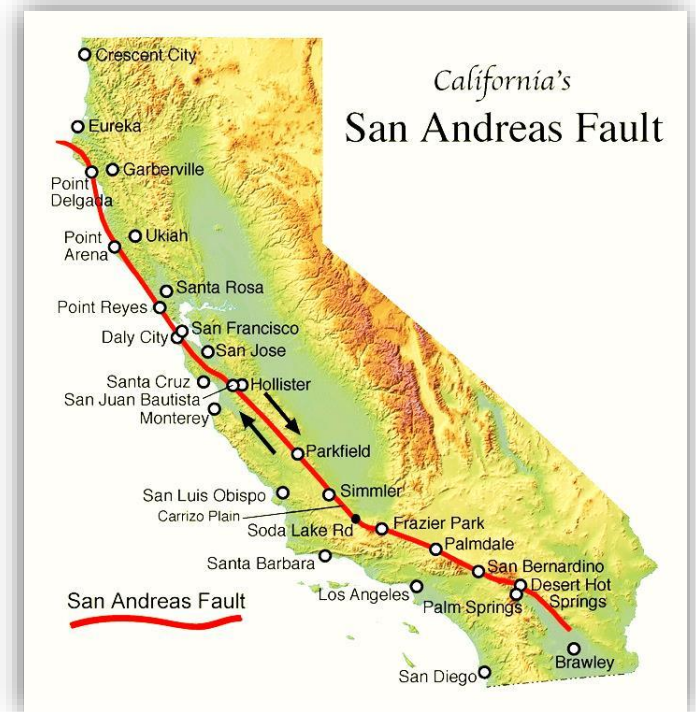 California's
San Andreas Fault
Crescent City
Eureka
Garberville
Point
Delgada
Point
Arena
Ukiah
Santa Rosa
Point Reyes
San Francisco
Daly City
San Jose
Santa Cruz
Hollister
San Juan Bautista
Monterey
Parkfield
San Luis Obispo
Simmler
Carrizo Plain
Soda Lake Rd
Frazier Park
Palmdale
Santa Barbara
San Bernardino
Los Angeles
Desert Hot
Springs
Palm Springs
San Andreas Fault
Brawley
San Diego